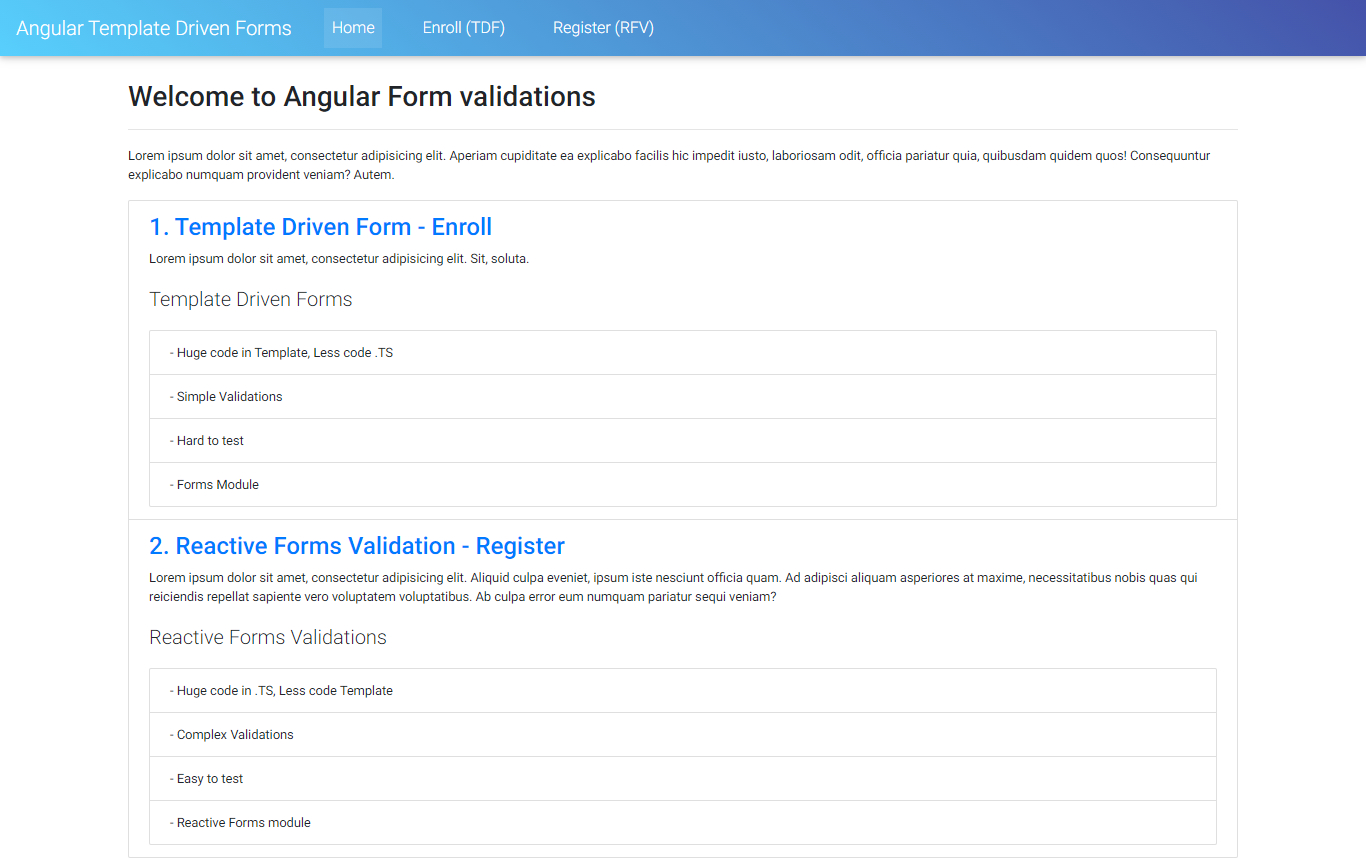 Angular Template Driven Forms Home Enroll (TDF) Register (RFV)
Welcome to Angular Form validations
Lorem ipsum dolor sit amet, consectetur adipisicing elit. Aperiam cupiditate ea explicabo facilis hic impedit iusto, laboriosam odit, officia pariatur quia, quibusdam quidem quos! Consequuntur
explicabo numquam provident veniam? Autem.
1. Template Driven Form - Enroll
Lorem ipsum dolor sit amet, consectetur adipisicing elit. Sit, soluta.
Template Driven Forms
- Huge code in Template, Less code .TS
- Simple Validations
- Hard to test
- Forms Module
2. Reactive Forms Validation - Register
Lorem ipsum dolor sit amet, consectetur adipisicing elit. Aliquid culpa eveniet, ipsum iste nesciunt officia quam. Ad adipisci aliquam asperiores at maxime, necessitatibus nobis quas qui
reiciendis repellat sapiente vero voluptatem voluptatibus. Ab culpa error eum numquam pariatur sequi veniam?
Reactive Forms Validations
- Huge code in .TS, Less code Template
- Complex Validations
- Easy to test
- Reactive Forms module